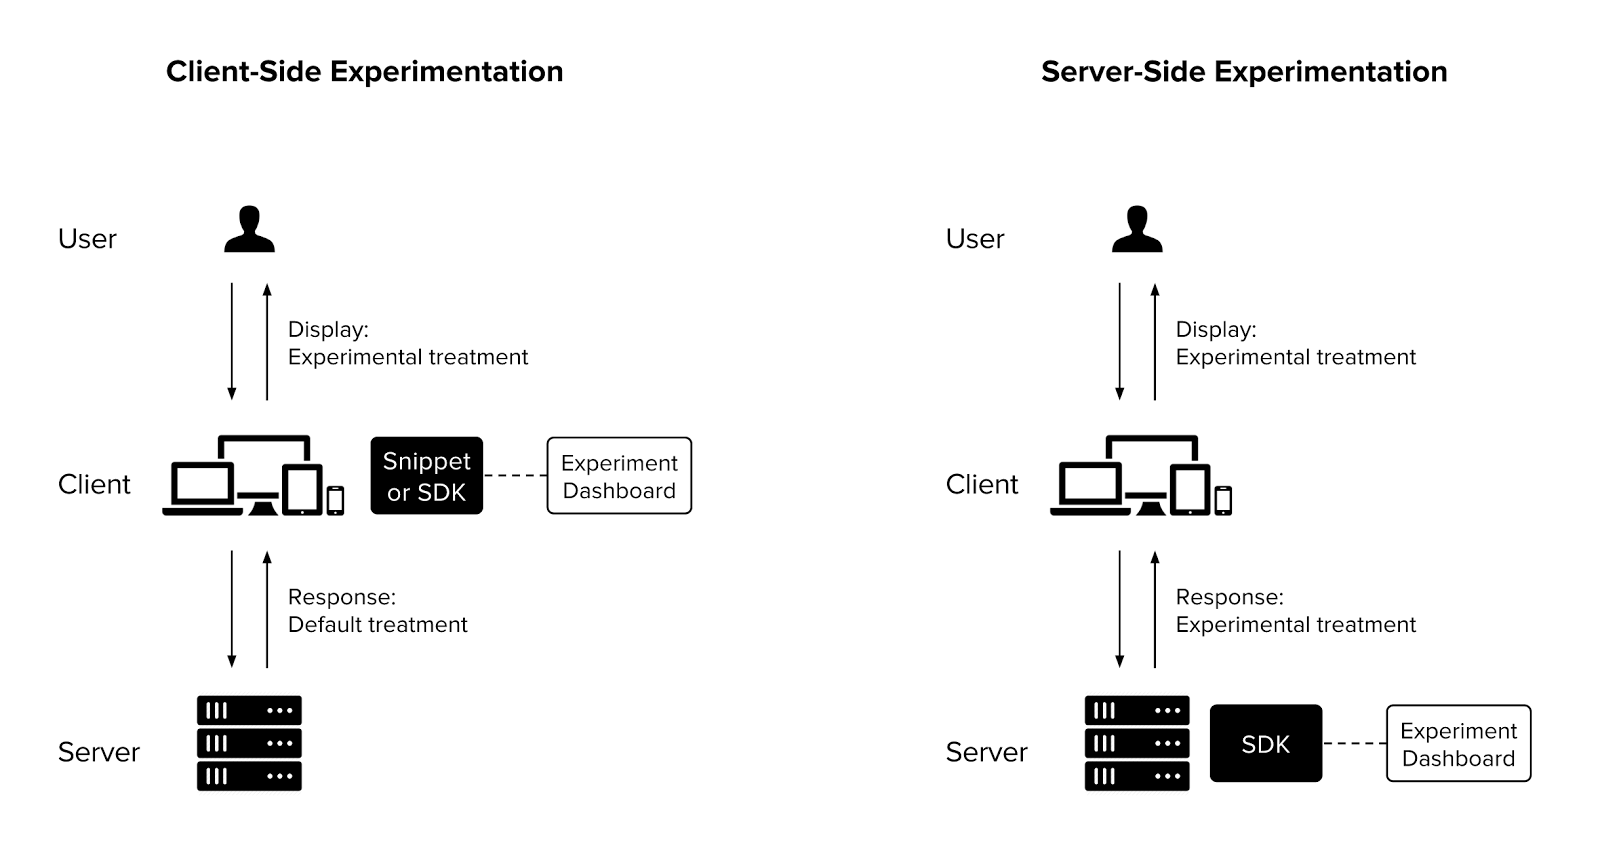 Client-Side Experimentation
User
Display:
Experimental treatment
Client
Snippet
or SDK
Experiment
Dashboard
Response:
Default treatment
Server
Server-Side Experimentation
User
Display:
Experimental treatment
Client
Response:
Experimental treatment
Server
SDK
Experiment
Dashboard